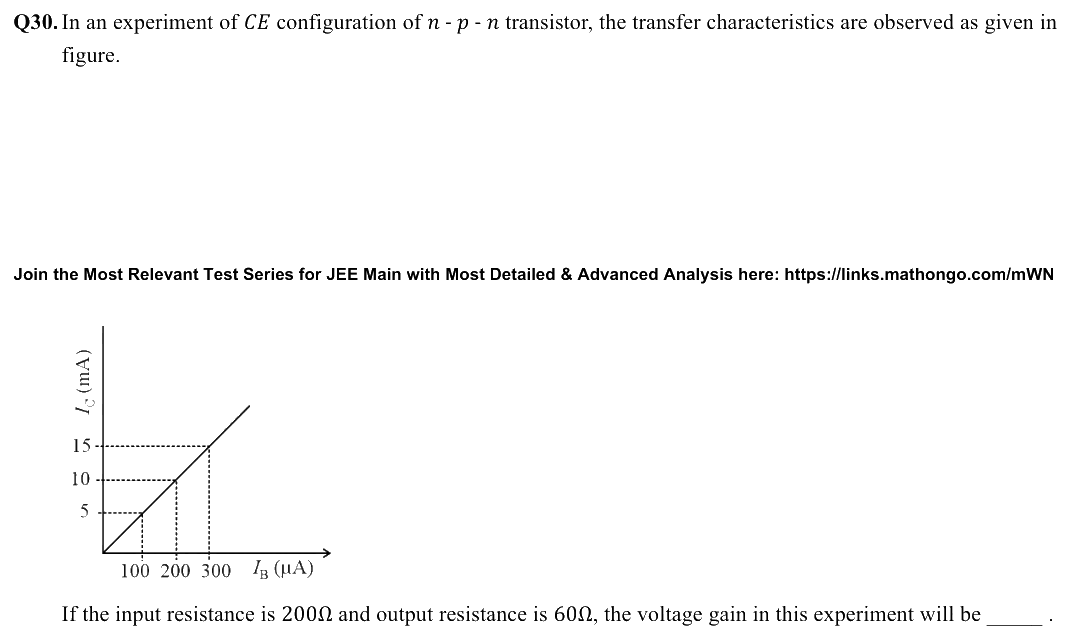 Q30. In an experiment of CE configuration of n - p - n transistor, the transfer characteristics are observed as given in
figure.
Join the Most Relevant Test Series for JEE Main with Most Detailed & Advanced Analysis here: https://links.mathongo.com/mWN
I_C (mA)
15
10
5
100 200 300 I_B (μA)
If the input resistance is 200Ω and output resistance is 60Ω, the voltage gain in this experiment will be _____ .